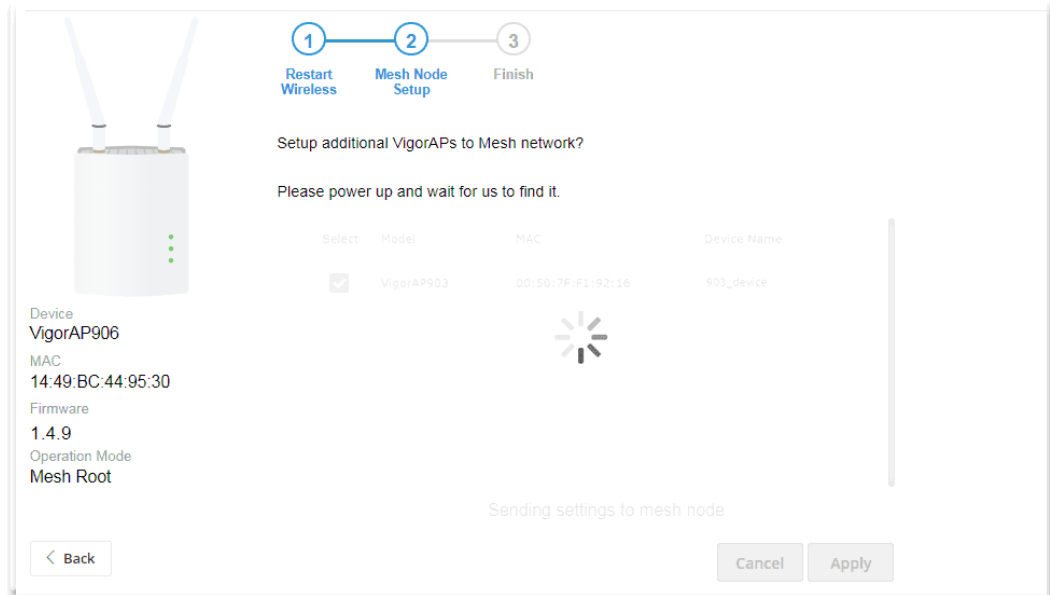 1
2
3
Restart
Wireless
Mesh Node
Setup
Finish
Setup additional VigorAPs to Mesh network?
Please power up and wait for us to find it.
Select Model MAC Device Name
VigorAP903 00:50:7F:F1:92:16 903_device
Sending settings to mesh node
Device
VigorAP906
MAC
14:49:BC:44:95:30
Firmware
1.4.9
Operation Mode
Mesh Root
Back
Cancel
Apply